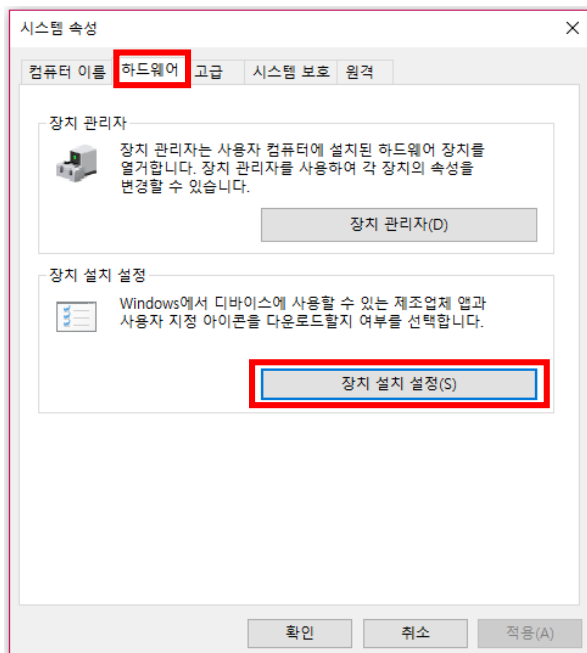 시스템 속성
컴퓨터 이름 하드웨어 고급 시스템 보호 원격
장치 관리자
장치 관리자는 사용자 컴퓨터에 설치된 하드웨어 장치를
열거합니다. 장치 관리자를 사용하여 각 장치의 속성을
변경할 수 있습니다.
장치 관리자(D)
장치 설치 설정
Windows에서 디바이스에 사용할 수 있는 제조업체 앱과
사용자 지정 아이콘을 다운로드할지 여부를 선택합니다.
장치 설치 설정(S)
확인 취소 적용(A)